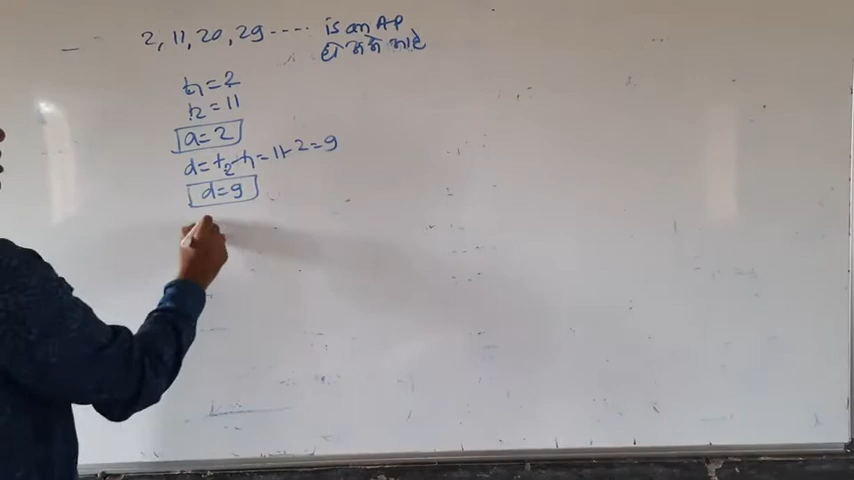 2, 11, 20, 29 ---- is an AP
t1 = 2
t2 = 11
a = 2
d = t2 - t1 = 11 - 2 = 9
d = 9